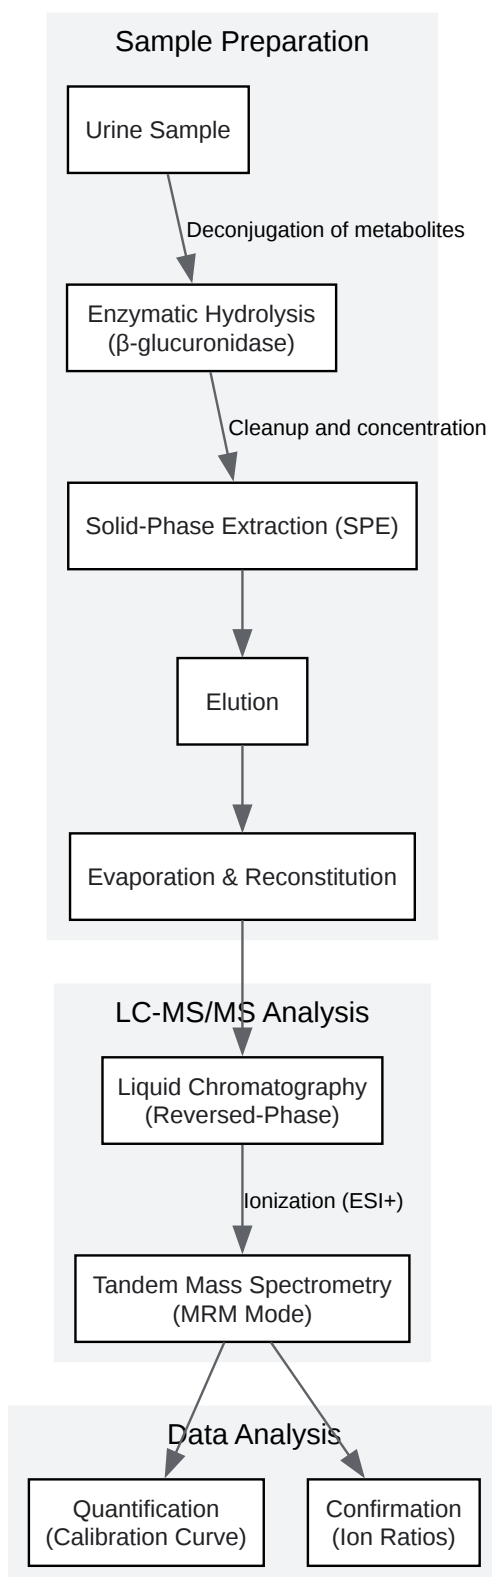 Sample Preparation
Urine Sample
Deconjugation of metabolites
Enzymatic Hydrolysis
(β-glucuronidase)
Cleanup and concentration
Solid-Phase Extraction (SPE)
Elution
Evaporation & Reconstitution
LC-MS/MS Analysis
Liquid Chromatography
(Reversed-Phase)
Ionization (ESI+)
Tandem Mass Spectrometry
(MRM Mode)
Data Analysis
Quantification
(Calibration Curve)
Confirmation
(Ion Ratios)